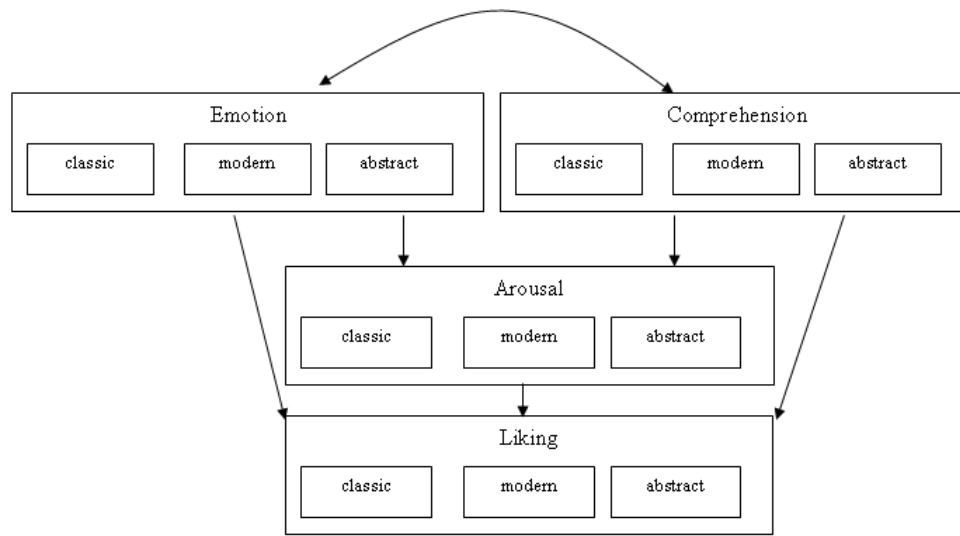 Emotion
classic
modern
abstract
Comprehension
classic
modern
abstract
Arousal
classic
modern
abstract
Liking
classic
modern
abstract